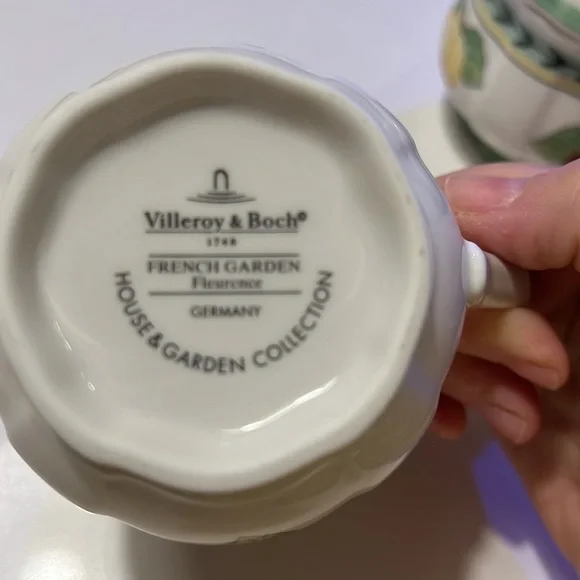 Villeroy & Boch®
1748
FRENCH GARDEN
Fleurence
GERMANY
HOUSE & GARDEN COLLECTION